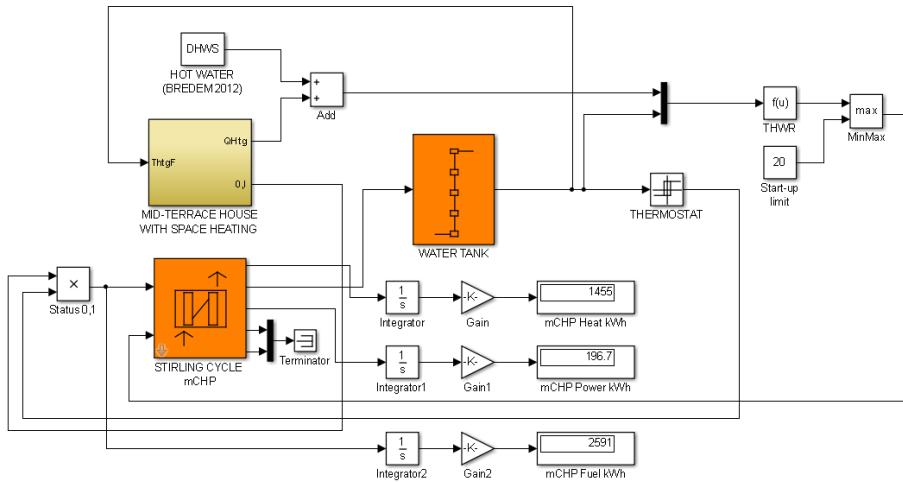 DHWS
HOT WATER
(BREDEM 2012)
+
+
Add
QHtg
ThtgF
0,I
MID-TERRACE HOUSE
WITH SPACE HEATING
f(u)
THWR
max
MinMax
20
Start-up
limit
THERMOSTAT
WATER TANK
×
Status 0,1
STIRLING CYCLE
mCHP
Terminator
1
s
Integrator
-K-
Gain
1455
mCHP Heat kWh
1
s
Integrator1
-K-
Gain1
196.7
mCHP Power kWh
1
s
Integrator2
-K-
Gain2
2591
mCHP Fuel kWh